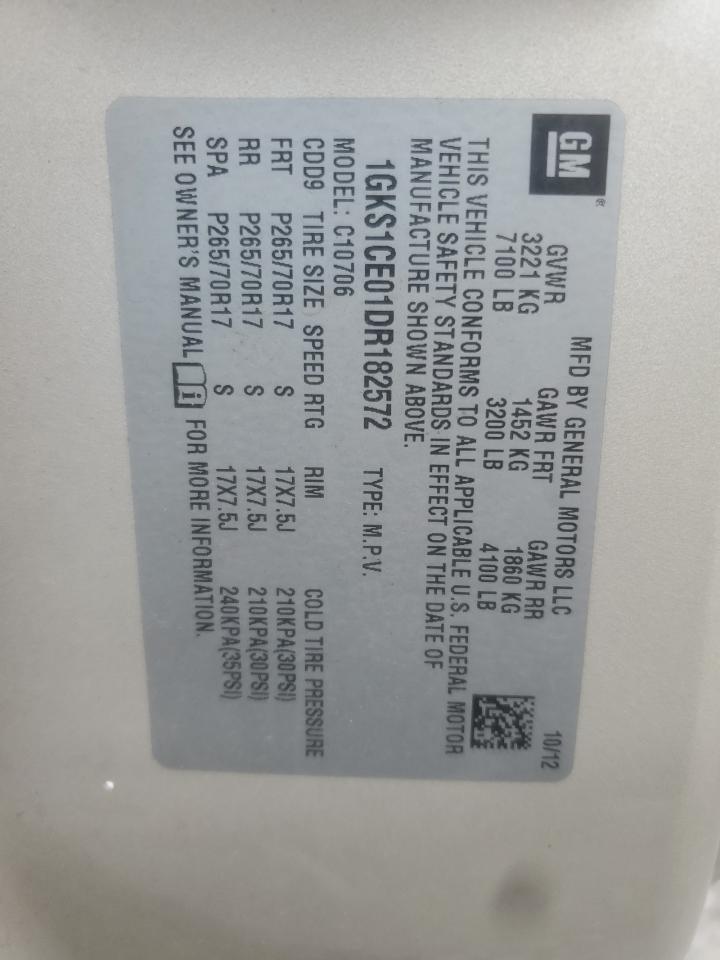 GM®
MFD BY GENERAL MOTORS LLC 10/12
GVWR GAWR FRT GAWR RR
3221 KG 1452 KG 1860 KG
7100 LB 3200 LB 4100 LB
THIS VEHICLE CONFORMS TO ALL APPLICABLE U.S. FEDERAL MOTOR
VEHICLE SAFETY STANDARDS IN EFFECT ON THE DATE OF
MANUFACTURE SHOWN ABOVE.
1GKS1CE01DR182572 TYPE: M.P.V.
MODEL: C10706
CDD9 TIRE SIZE SPEED RTG RIM COLD TIRE PRESSURE
FRT P265/70R17 S 17X7.5J 210KPA(30PSI)
RR P265/70R17 S 17X7.5J 210KPA(30PSI)
SPA P265/70R17 S 17X7.5J 240KPA(35PSI)
SEE OWNER'S MANUAL i FOR MORE INFORMATION.